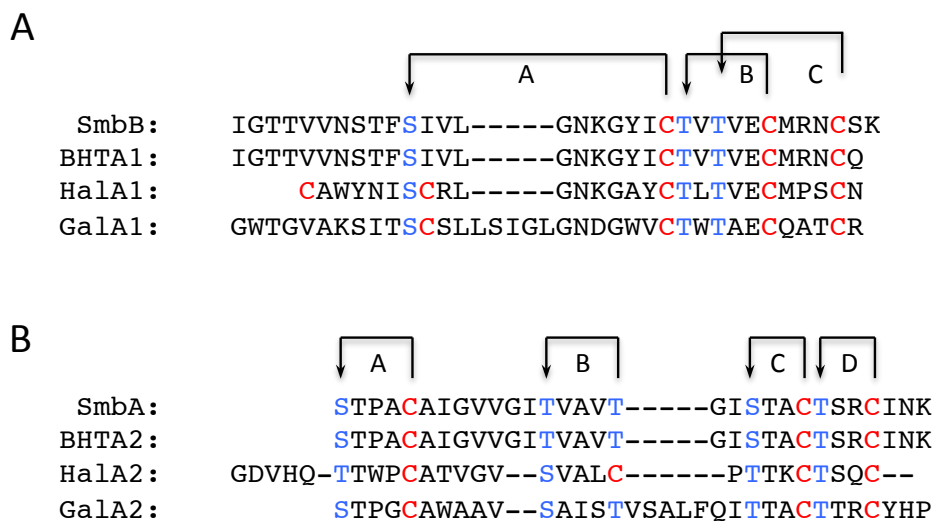 A
A B C
SmbB: IGTTVVNSTFSIVL-----GNKGYICTVTVECMRNCSK
BHTA1: IGTTVVNSTFSIVL-----GNKGYICTVTVECMRNCQ
HalA1: CAWYNISCRL-----GNKGAYCTLTVECMPSCN
GalA1: GWTGVAKSITSCSLLSIGLGNDGWVCTWTAECQATCR
B
A B C D
SmbA: STPACAIGVVGITVAVT-----GISTACTSRCINK
BHTA2: STPACAIGVVGITVAVT-----GISTACTSRCINK
HalA2: GDVHQ-TTWPCATVGV--SVALC------PTTKCTSQC--
GalA2: STPGCAWAAV--SAISTVSALFQITTACTTRCYHP